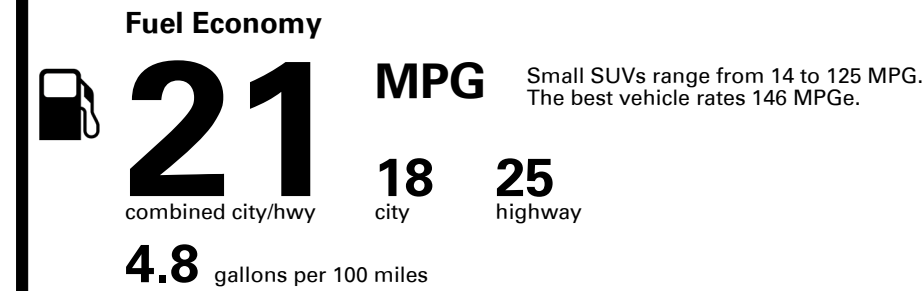 Fuel Economy
21 MPG
Small SUVs range from 14 to 125 MPG.
The best vehicle rates 146 MPGe.
combined city/hwy
18
city
25
highway
4.8 gallons per 100 miles